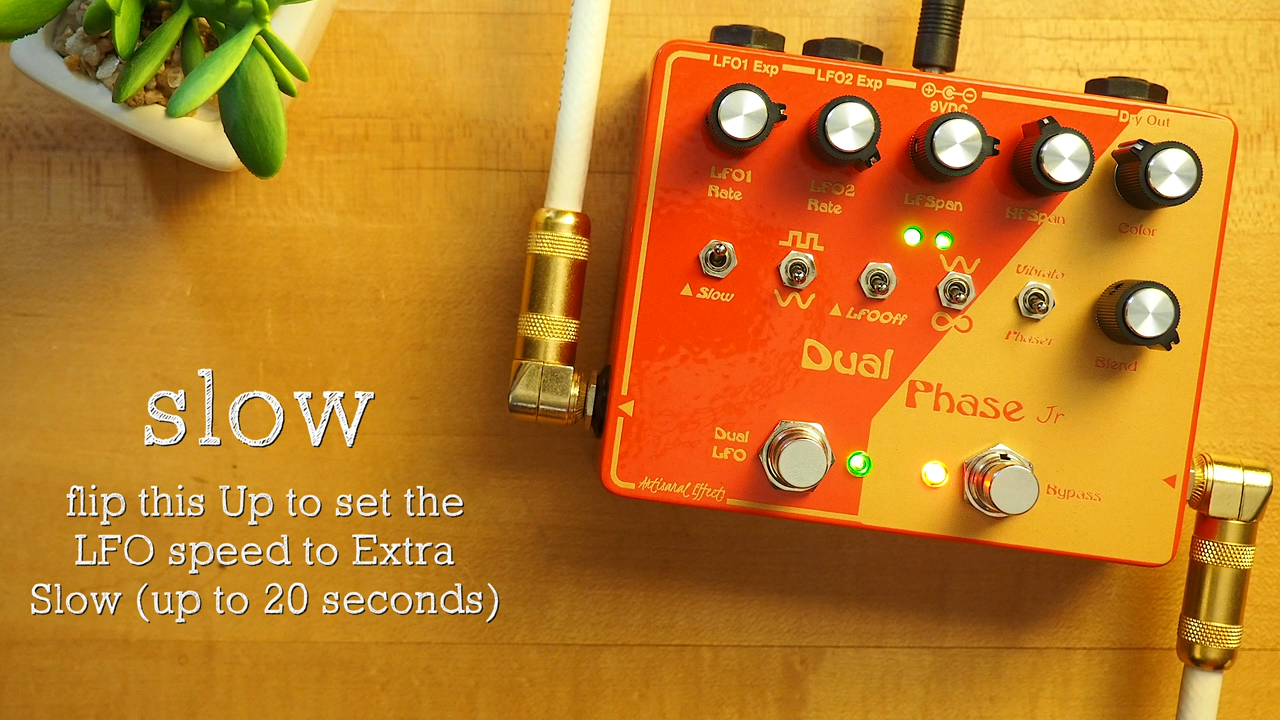 LFO1 Exp
LFO2 Exp
9VDC
Dry Out
LFO1
Rate
LFO2
Rate
LFSpan
HFSpan
Color
Slow
LFOOff
Vibrato
Phaser
Blend
Dual
Phase Jr
Dual
LFO
Bypass
Artisanal Effects
slow
flip this Up to set the
LFO speed to Extra
Slow (up to 20 seconds)